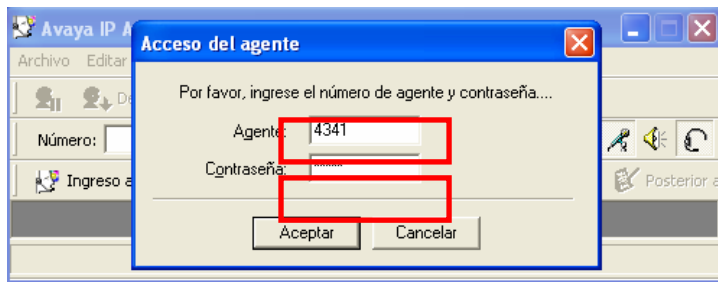 Avaya IP A
Acceso del agente
Archivo Editar
Por favor, ingrese el número de agente y contraseña....
De
Agente: 4341
Número:
Contraseña: *****
Ingreso a
Posterior a
Aceptar Cancelar